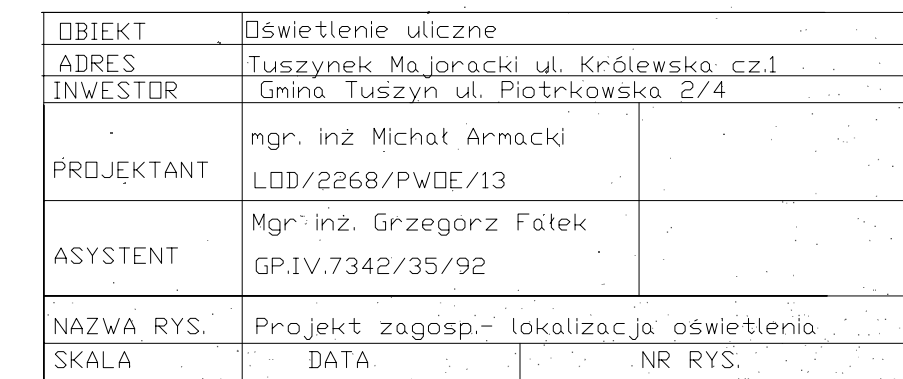 OBIEKT Oświetlenie uliczne
ADRES Tuszynek Majoracki ul. Królewska cz.1
INWESTOR Gmina Tuszyn ul. Piotrkowska 2/4
PROJEKTANT mgr. inż Michał Armacki
LOD/2268/PWOE/13
ASYSTENT Mgr inż. Grzegorz Fałek
GP.IV.7342/35/92
NAZWA RYS. Projekt zagosp.- lokalizacja oświetlenia
SKALA DATA NR RYS.